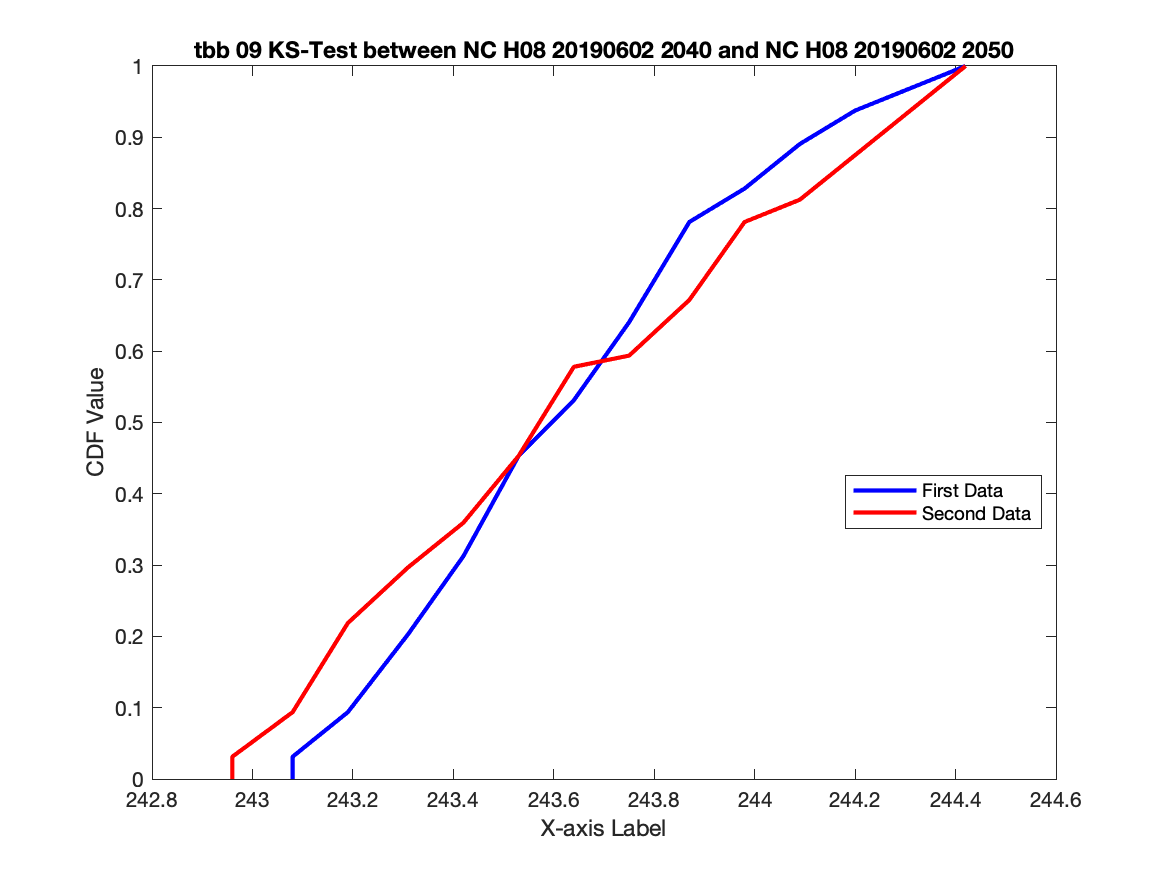 tbb 09 KS-Test between NC H08 20190602 2040 and NC H08 20190602 2050
1
0.9
0.8
0.7
0.6
0.5
0.4
0.3
0.2
0.1
0
CDF Value
First Data
Second Data
242.8 243 243.2 243.4 243.6 243.8 244 244.2 244.4 244.6
X-axis Label